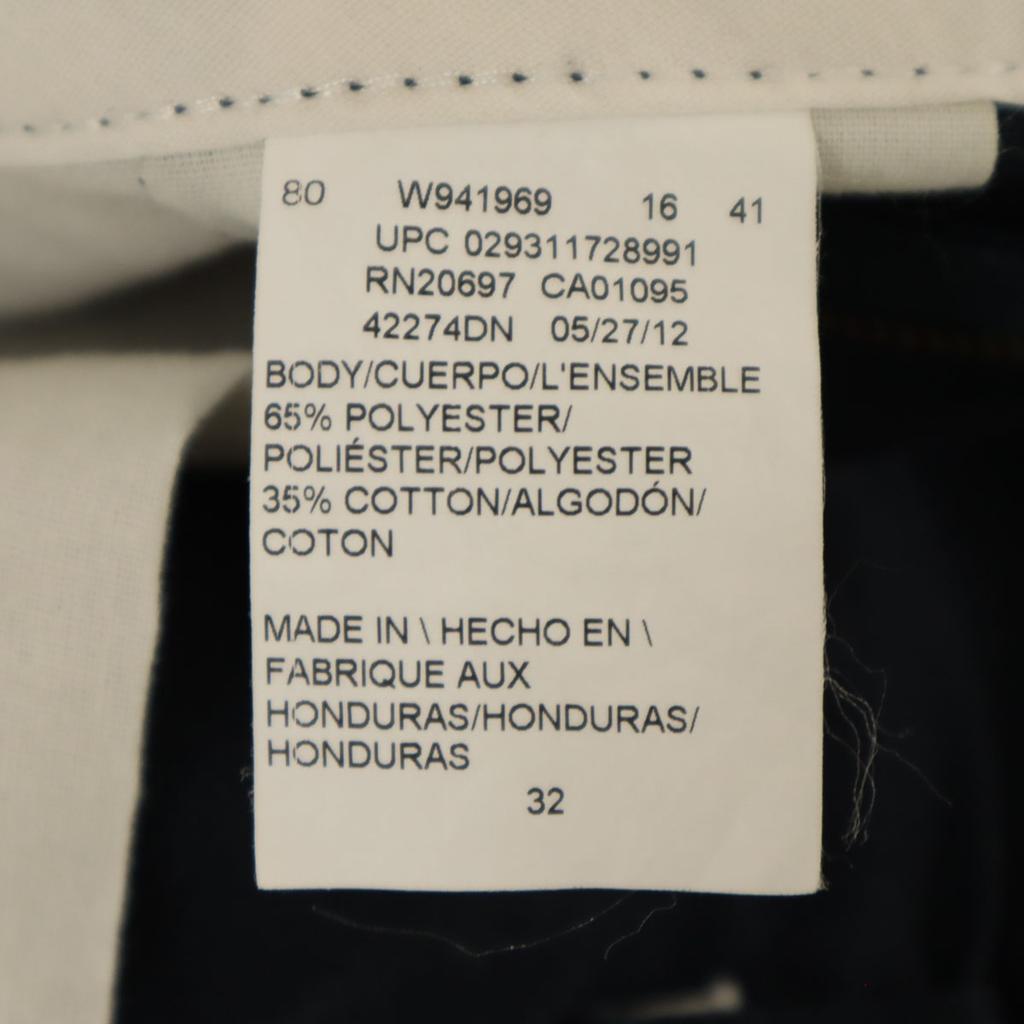 80 W941969 16 41
UPC 029311728991
RN20697 CA01095
42274DN 05/27/12
BODY/CUERPO/L'ENSEMBLE
65% POLYESTER/
POLIÉSTER/POLYESTER
35% COTTON/ALGODÓN/
COTON
MADE IN \ HECHO EN \
FABRIQUE AUX
HONDURAS/HONDURAS/
HONDURAS
32